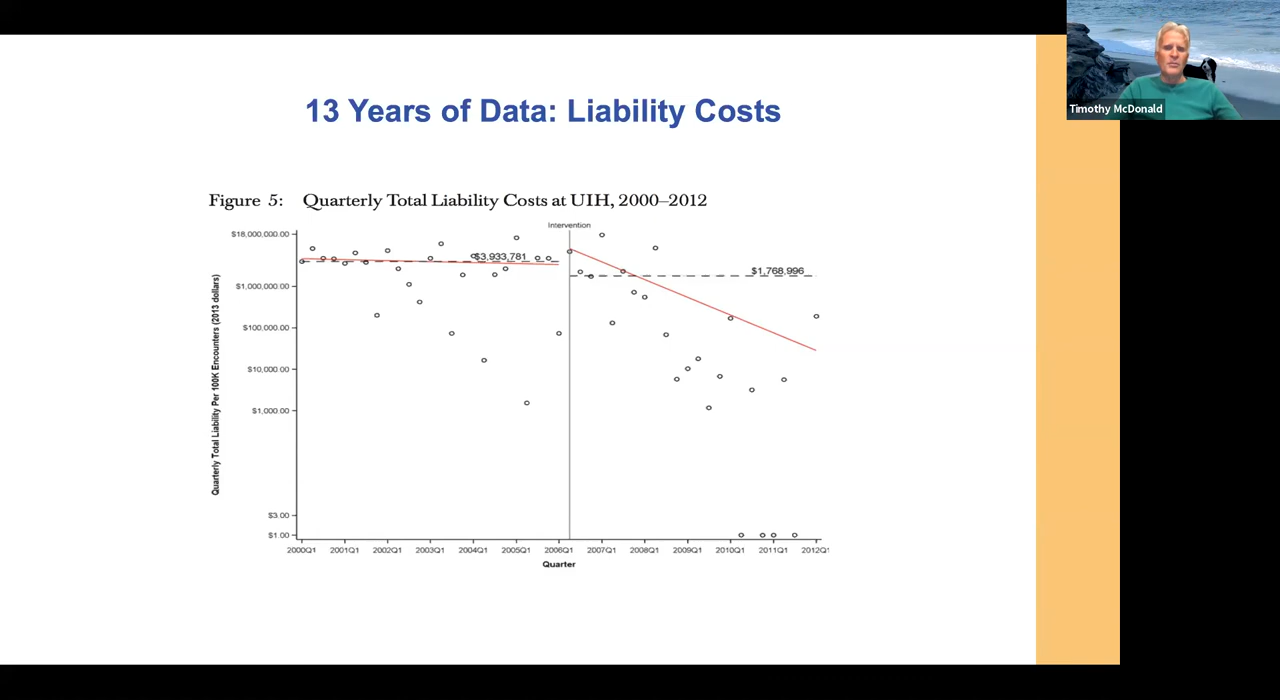 13 Years of Data: Liability Costs
Timothy McDonald
Figure 5: Quarterly Total Liability Costs at UIH, 2000–2012
Intervention
$18,000,000.00
$3,933,781
$1,768,996
$1,000,000.00
$100,000.00
$10,000.00
$1,000.00
$3.00
$1.00
Quarterly Total Liability Per 100K Encounters (2013 dollars)
2000Q1 2001Q1 2002Q1 2003Q1 2004Q1 2005Q1 2006Q1 2007Q1 2008Q1 2009Q1 2010Q1 2011Q1 2012Q1
Quarter